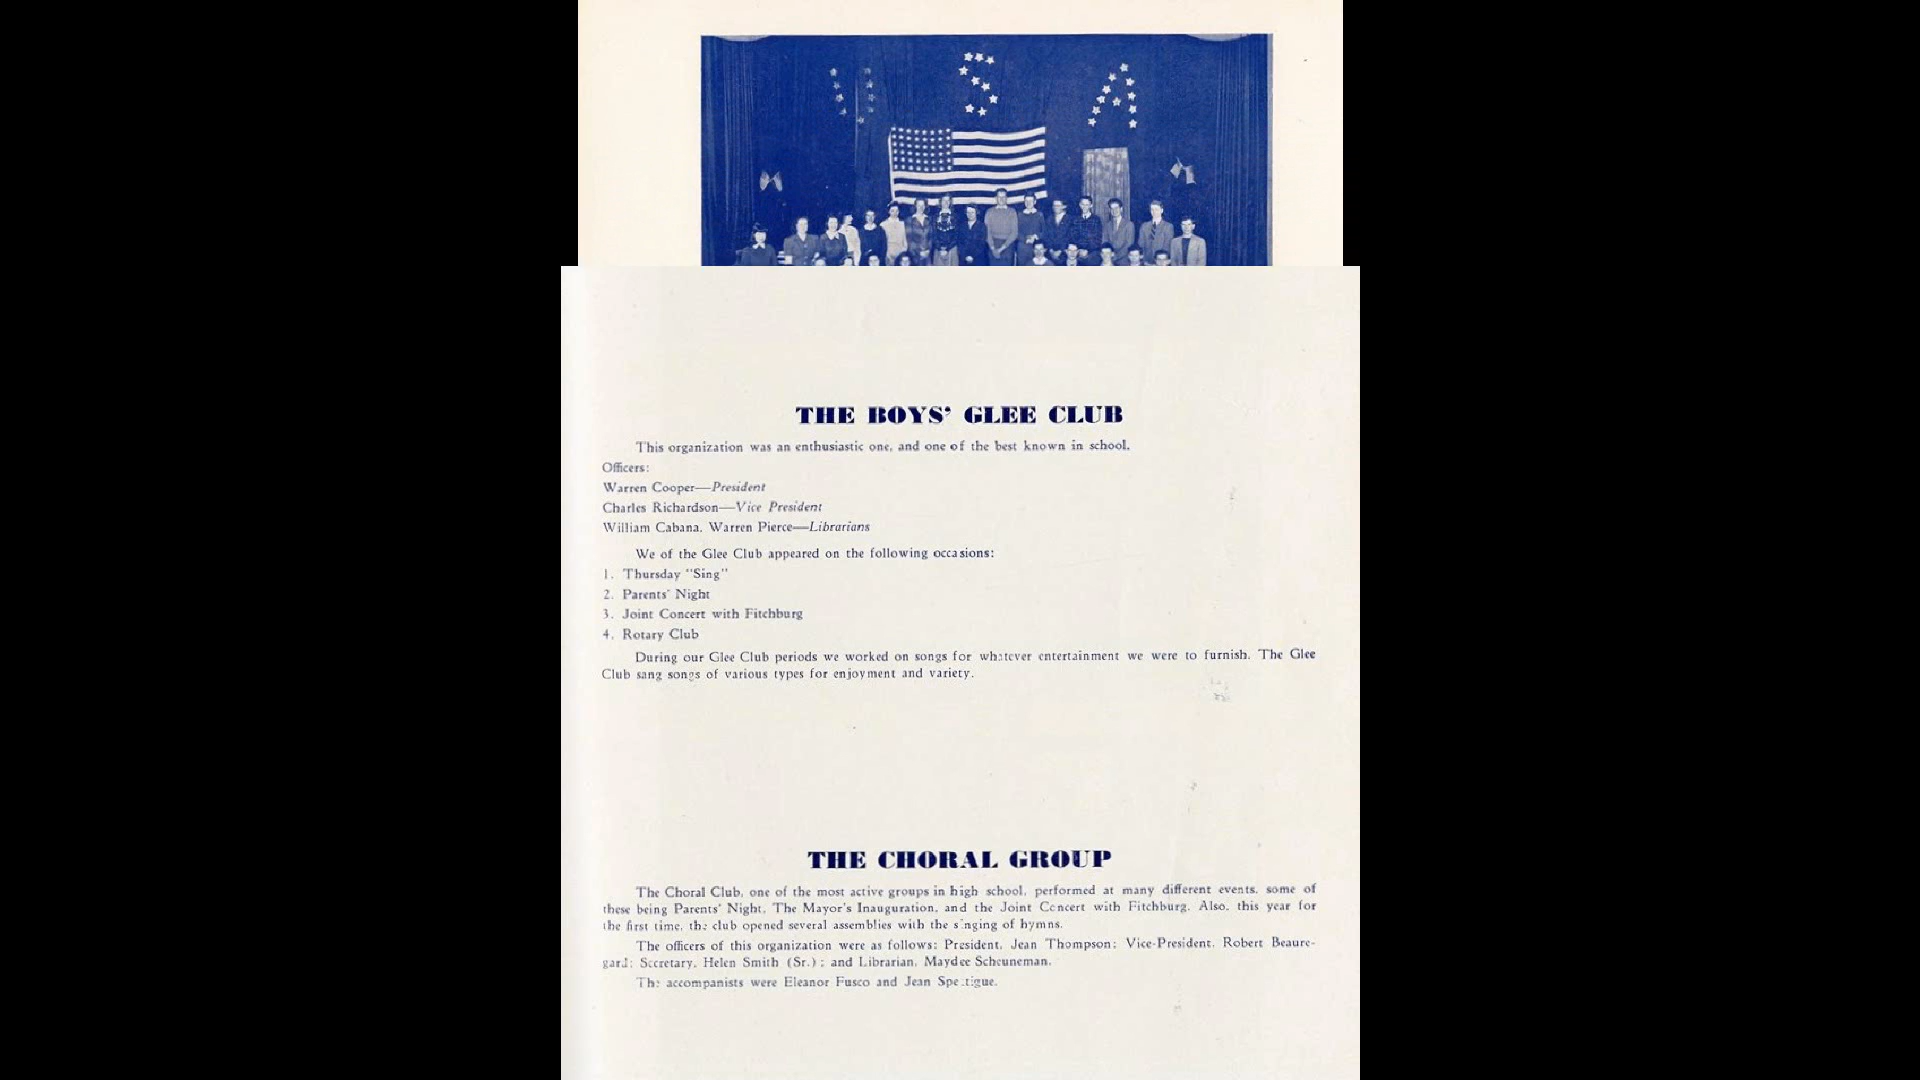 U S A
THE BOYS' GLEE CLUB
This organization was an enthusiastic one, and one of the best known in school.
Officers:
Warren Cooper—President
Charles Richardson—Vice President
William Cabana, Warren Pierce—Librarians
We of the Glee Club appeared on the following occasions:
1. Thursday "Sing"
2. Parents' Night
3. Joint Concert with Fitchburg
4. Rotary Club
During our Glee Club periods we worked on songs for whatever entertainment we were to furnish. The Glee
Club sang songs of various types for enjoyment and variety.
THE CHORAL GROUP
The Choral Club, one of the most active groups in high school, performed at many different events, some of
these being Parents' Night, The Mayor's Inauguration, and the Joint Concert with Fitchburg. Also, this year for
the first time, the club opened several assemblies with the singing of hymns.
The officers of this organization were as follows: President, Jean Thompson; Vice-President, Robert Beaure-
gard; Secretary, Helen Smith (Sr.); and Librarian, Maydee Scheuneman.
The accompanists were Eleanor Fusco and Jean